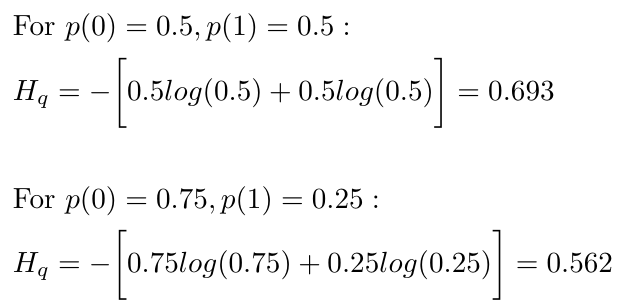 For p(0) = 0.5, p(1) = 0.5 :
H_q = −[0.5log(0.5) + 0.5log(0.5)] = 0.693
For p(0) = 0.75, p(1) = 0.25 :
H_q = −[0.75log(0.75) + 0.25log(0.25)] = 0.562